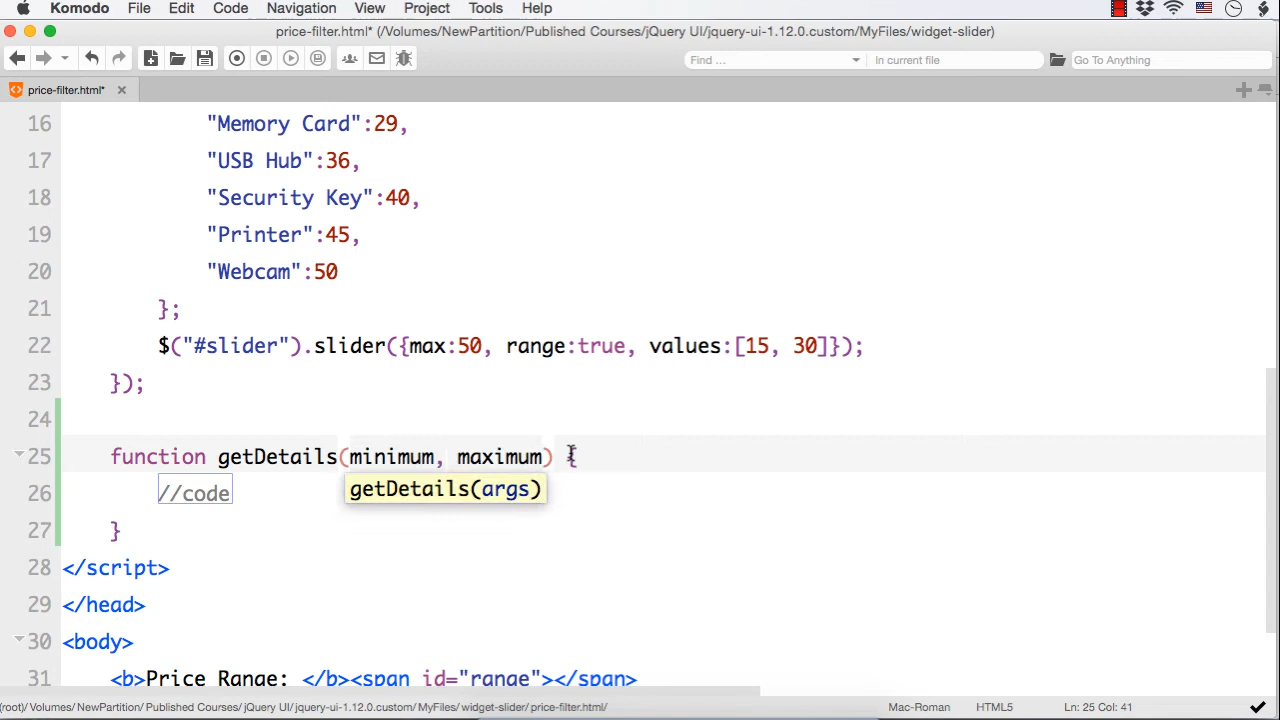 Komodo File Edit Code Navigation View Project Tools Help
price-filter.html* (/Volumes/NewPartition/Published Courses/jQuery UI/jquery-ui-1.12.0.custom/MyFiles/widget-slider)
Find ... In current file Go To Anything
price-filter.html*
16 "Memory Card":29,
17 "USB Hub":36,
18 "Security Key":40,
19 "Printer":45,
20 "Webcam":50
21 };
22 $("#slider").slider({max:50, range:true, values:[15, 30]});
23 });
24
25 function getDetails(minimum, maximum) {
26 //code
getDetails(args)
27 }
28 </script>
29 </head>
30 <body>
31 <b>Price Range: </b><span id="range"></span>
(root)/Volumes/NewPartition/Published Courses/jQuery UI/jquery-ui-1.12.0.custom/MyFiles/widget-slider/price-filter.html/ Mac-Roman HTML5 Ln: 25 Col: 41